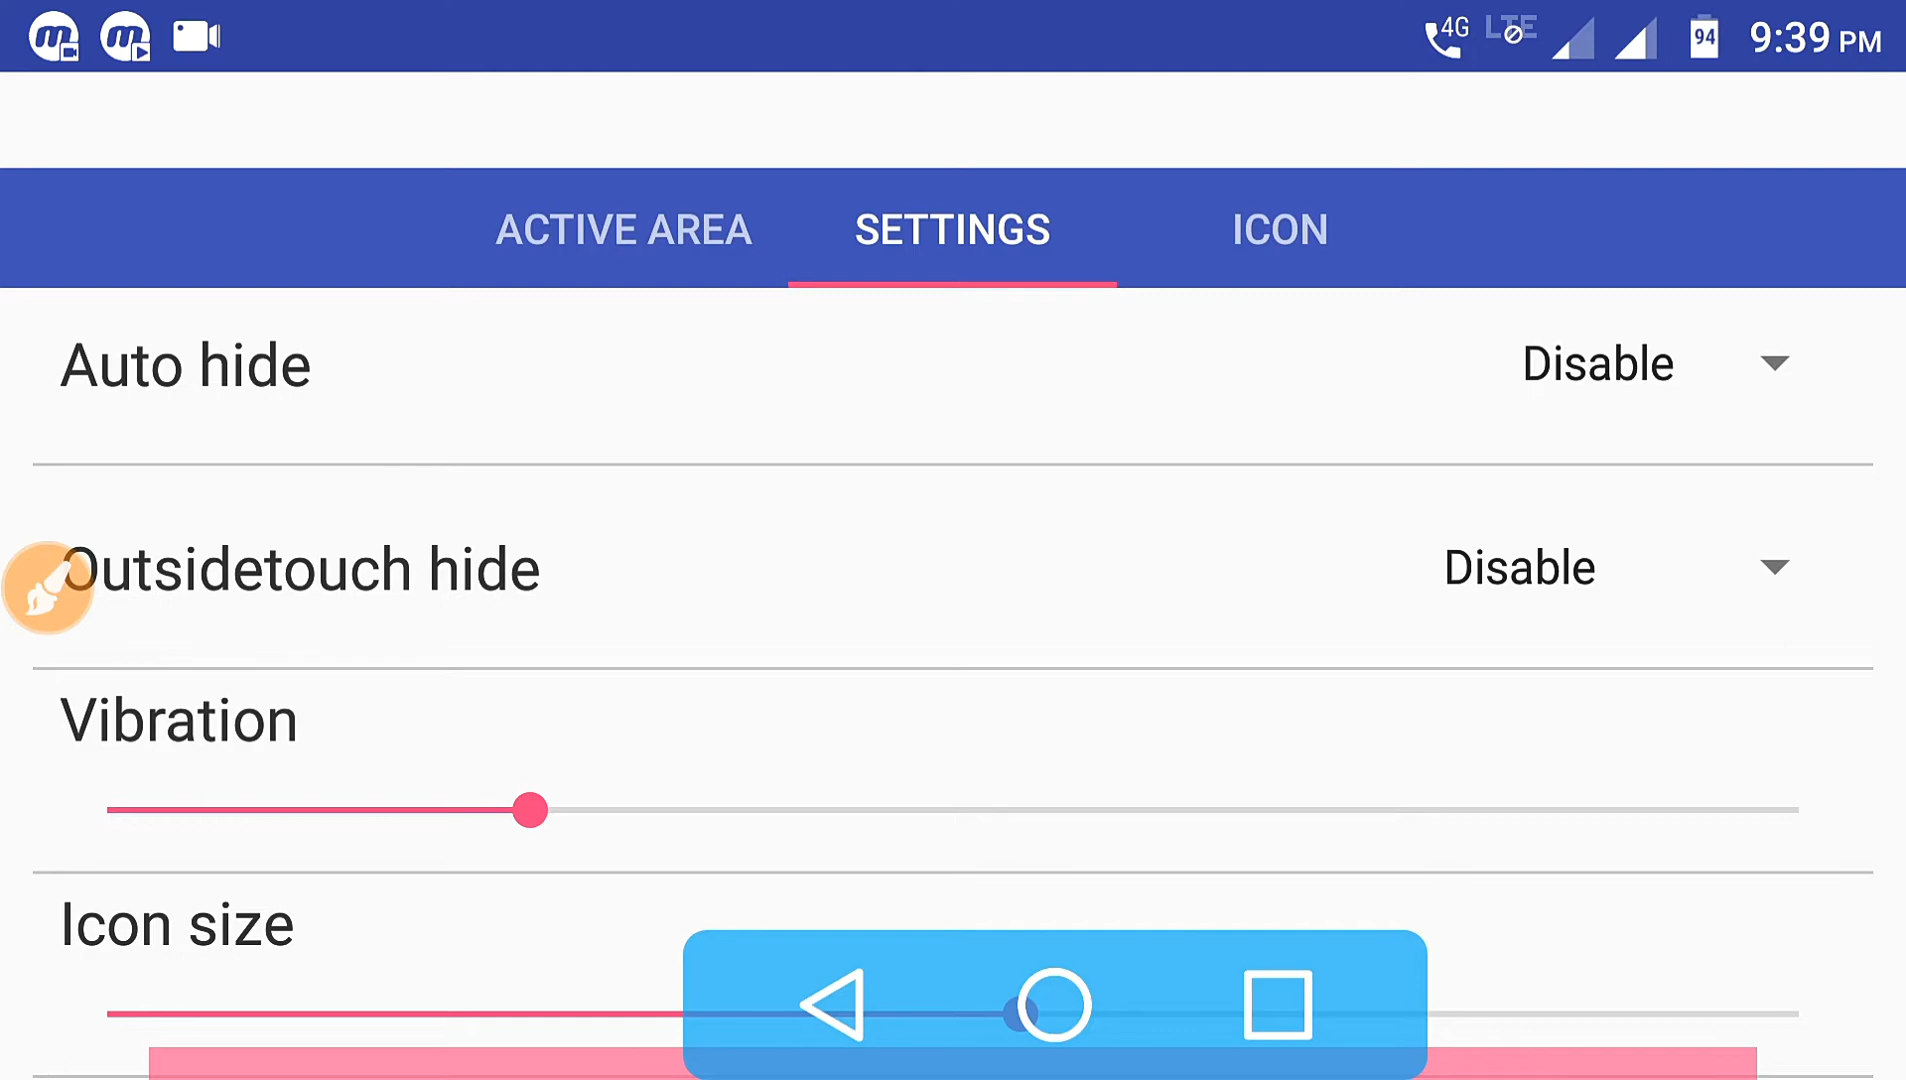 m m 4G LTE 94 9:39 PM
ACTIVE AREA SETTINGS ICON
Auto hide Disable
Outsidetouch hide Disable
Vibration
Icon size